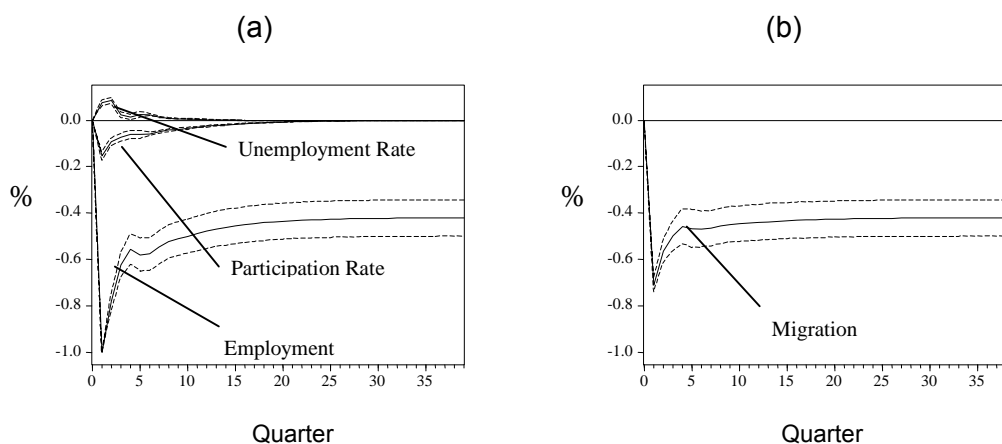 (a)
(b)
0.0
-0.2
-0.4
-0.6
-0.8
-1.0
%
Unemployment Rate
Participation Rate
Employment
0 5 10 15 20 25 30 35
Quarter
0.0
-0.2
-0.4
-0.6
-0.8
-1.0
%
Migration
0 5 10 15 20 25 30 35
Quarter